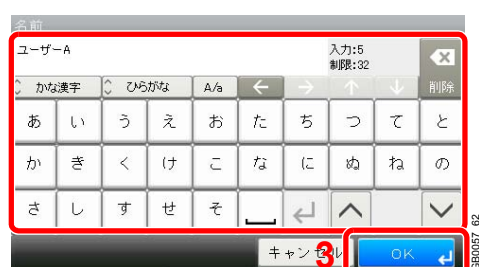 名前
ユーザーA
入力:5
制限:32
かな漢字 ひらがな A/a ← → ↑ ↓ 削除
あ い う え お た ち つ て と
か き く け こ な に ぬ ね の
さ し す せ そ
キャンセル 3 OK
GB0057_62